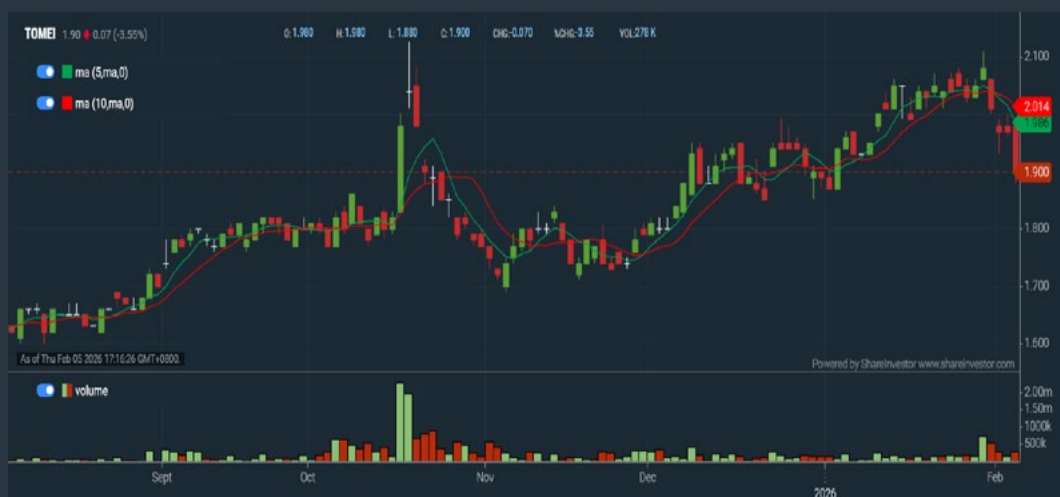 TOMEI 1.90 0.07 (-3.55%) O: 1.980 H: 1.980 L: 1.880 C: 1.900 CHG:-0.070 %CHG:-3.55 VOL:278 K
ma (5,ma,0)
ma (10,ma,0)
2.100
2.014
1.986
1.900
1.800
1.700
1.600
As of Thu Feb 05 2026 17:16:26 GMT+0800.
Powered by ShareInvestor www.shareinvestor.com
volume
2.00m
1.50m
1000k
500k
Sept Oct Nov Dec 2026 Feb